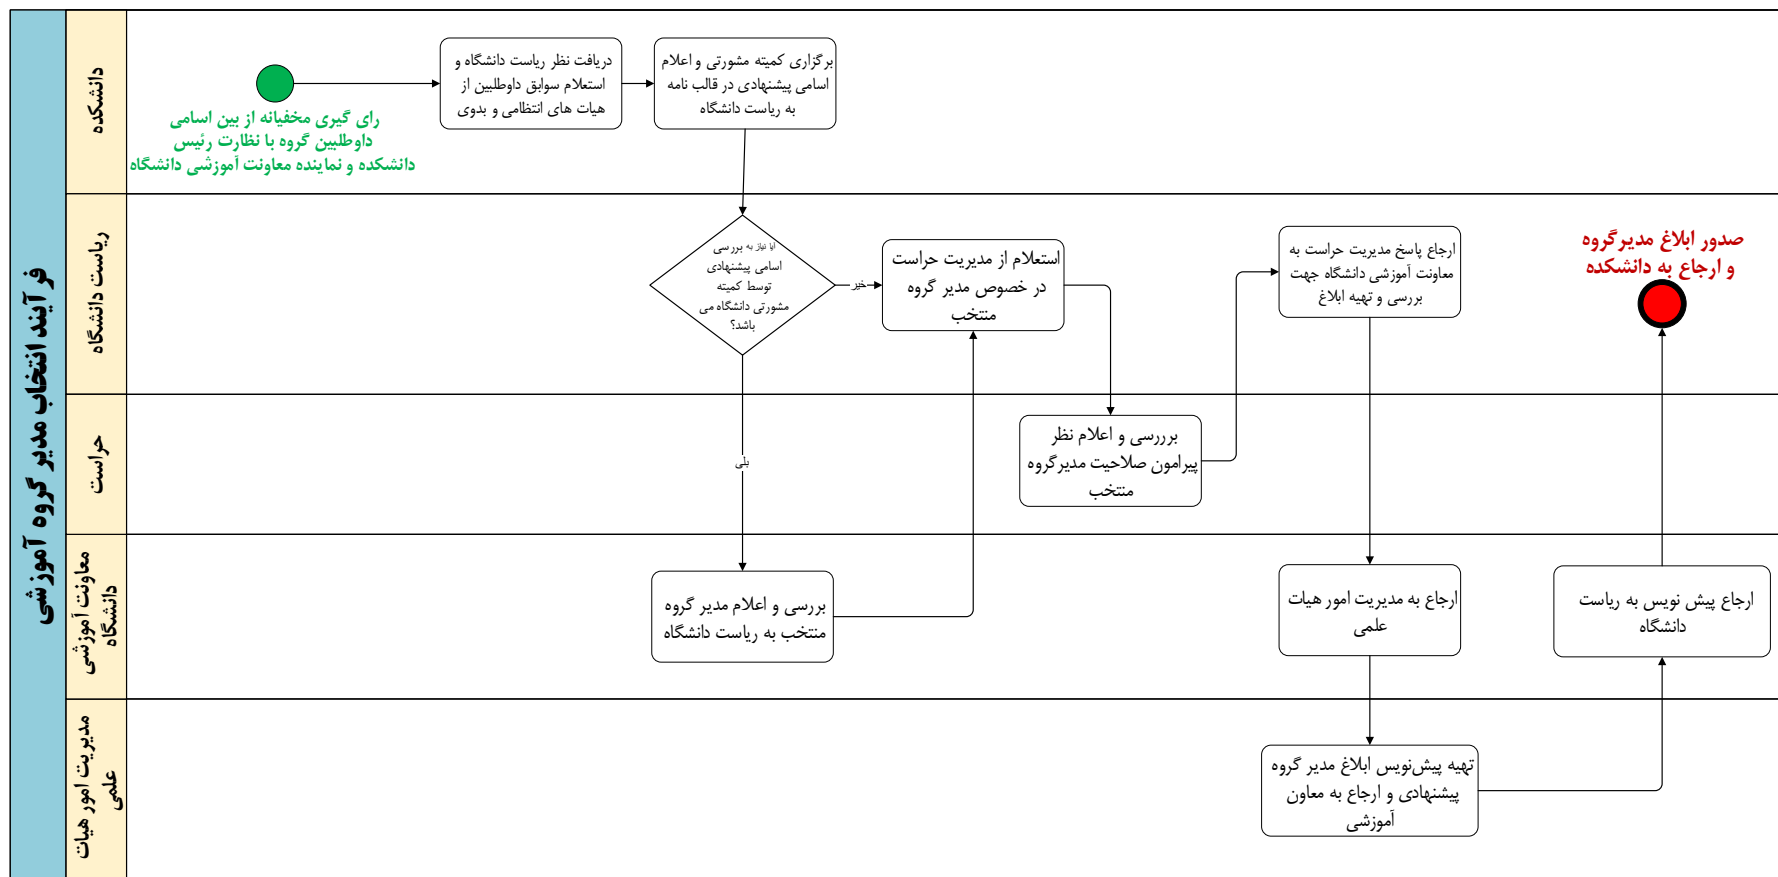 فرآیند انتخاب مدیر گروه آموزشی
دانشکده
رای گیری مخفیانه از بین اسامی
داوطلبین گروه با نظارت رئیس
دانشکده و نماینده معاونت آموزشی دانشگاه
دریافت نظر ریاست دانشگاه و
استعلام سوابق داوطلبین از
هیات های انتظامی و بدوی
برگزاری کمیته مشورتی و اعلام
اسامی پیشنهادی در قالب نامه
به ریاست دانشگاه
ریاست دانشگاه
ایا نیاز به بررسی
اسامی پیشنهادی
توسط کمیته
مشورتی دانشگاه می
باشد؟
خیر
استعلام از مدیریت حراست
در خصوص مدیر گروه
منتخب
ارجاع پاسخ مدیریت حراست به
معاونت آموزشی دانشگاه جهت
بررسی و تهیه ابلاغ
صدور ابلاغ مدیرگروه
و ارجاع به دانشکده
حراست
بلی
برررسی و اعلام نظر
پیرامون صلاحیت مدیرگروه
منتخب
معاونت آموزشی
دانشگاه
بررسی و اعلام مدیر گروه
منتخب به ریاست دانشگاه
ارجاع به مدیریت امور هیات
علمی
ارجاع پیش نویس به ریاست
دانشگاه
مدیریت امور هیات
علمی
تهیه پیش‌نویس ابلاغ مدیر گروه
پیشنهادی و ارجاع به معاون
آموزشی